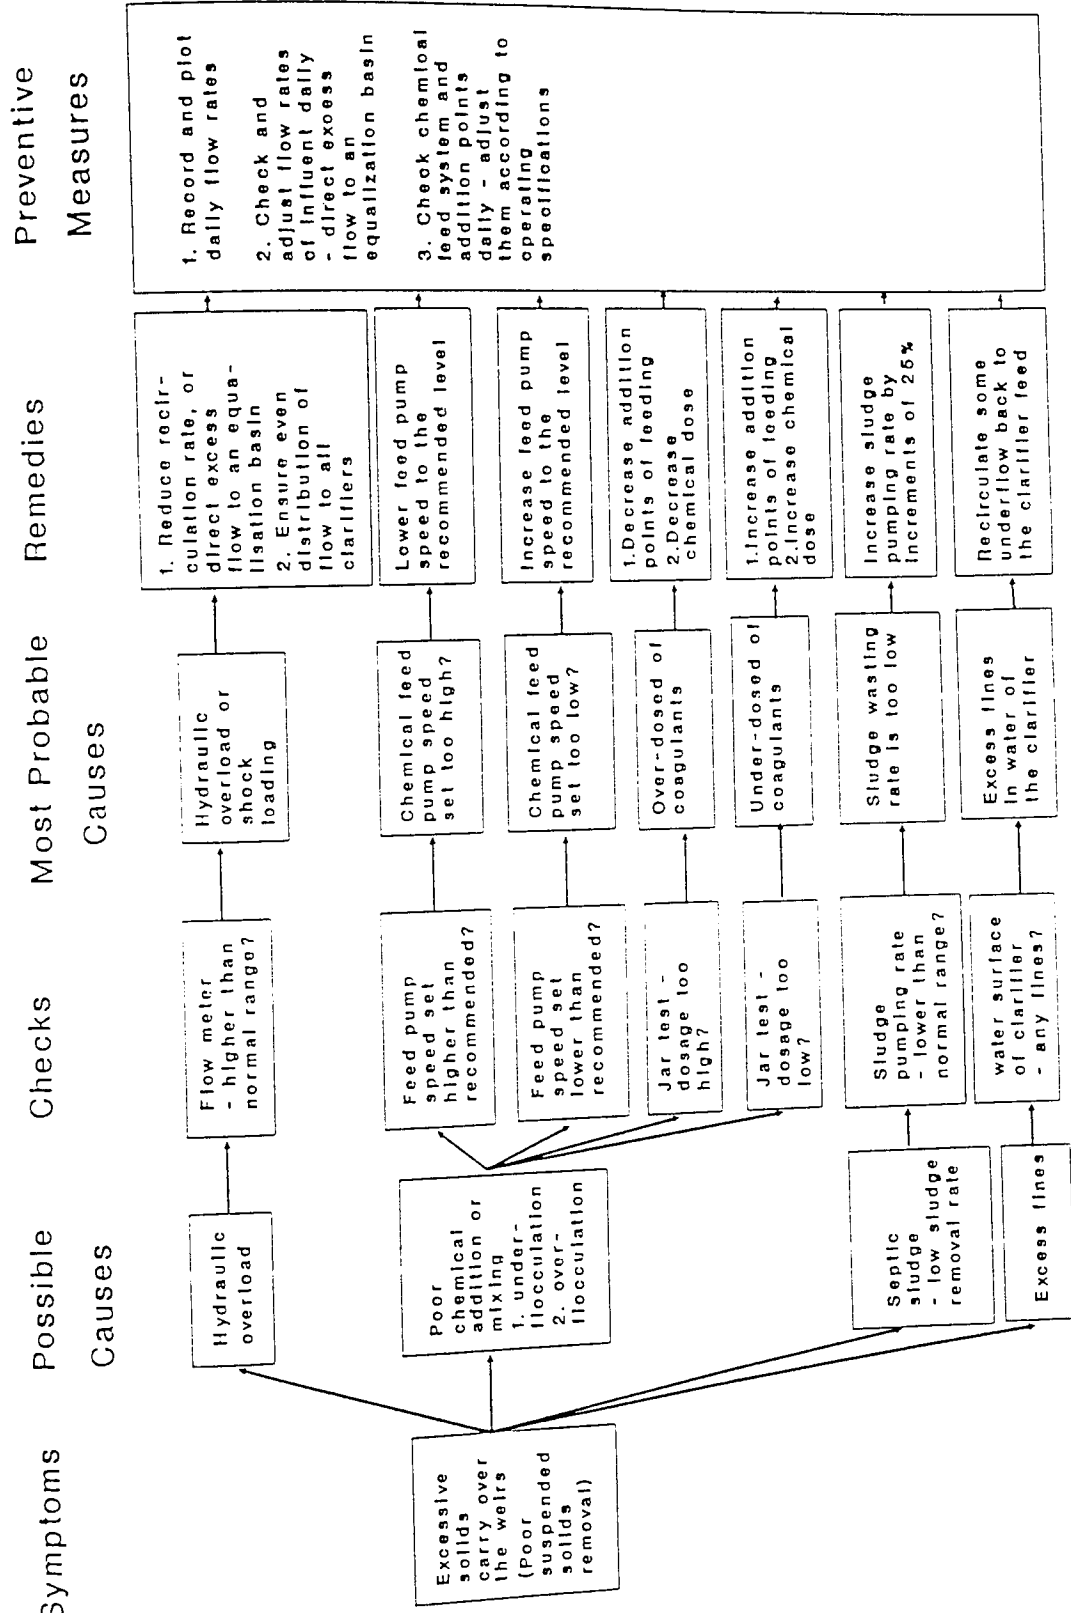 Symptoms
Possible
Causes
Checks
Most Probable
Causes
Remedies
Preventive
Measures
Excessive
solids
carry over
the weirs
(Poor
suspended
solids
removal)
Hydraulic
overload
Poor
chemical
addition or
mixing
1. under-
flocculation
2. over-
flocculation
Septic
sludge
- low sludge
removal rate
Excess fines
Flow meter
- higher than
normal range?
Feed pump
speed set
higher than
recommended?
Feed pump
speed set
lower than
recommended?
Jar test -
dosage too
high?
Jar test -
dosage too
low?
Sludge
pumping rate
- lower than
normal range?
water surface
of clarifier
- any fines?
Hydraulic
overload or
shock
loading
Chemical feed
pump speed
set too high?
Chemical feed
pump speed
set too low?
Over-dosed of
coagulants
Under-dosed of
coagulants
Sludge wasting
rate is too low
Excess fines
in water of
the clarifier
1. Reduce recir-
culation rate, or
direct excess
flow to an equa-
lisation basin
2. Ensure even
distribution of
flow to all
clarifiers
Lower feed pump
speed to the
recommended level
Increase feed pump
speed to the
recommended level
1.Decrease addition
points of feeding
2.Decrease
chemical dose
1.Increase addition
points of feeding
2.Increase chemical
dose
Increase sludge
pumping rate by
increments of 25%
Recirculate some
underflow back to
the clarifier feed
1. Record and plot
daily flow rates
2. Check and
adjust flow rates
of influent daily
- direct excess
flow to an
equalization basin
3. Check chemical
feed system and
addition points
daily - adjust
them according to
operating
specifications